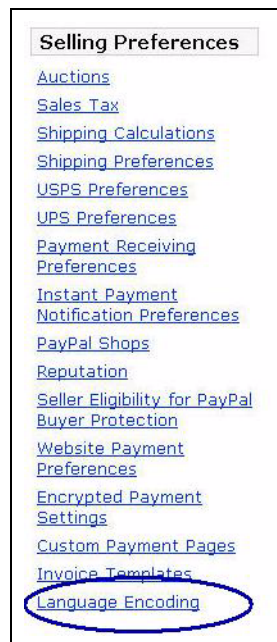 Selling Preferences
Auctions
Sales Tax
Shipping Calculations
Shipping Preferences
USPS Preferences
UPS Preferences
Payment Receiving
Preferences
Instant Payment
Notification Preferences
PayPal Shops
Reputation
Seller Eligibility for PayPal
Buyer Protection
Website Payment
Preferences
Encrypted Payment
Settings
Custom Payment Pages
Invoice Templates
Language Encoding